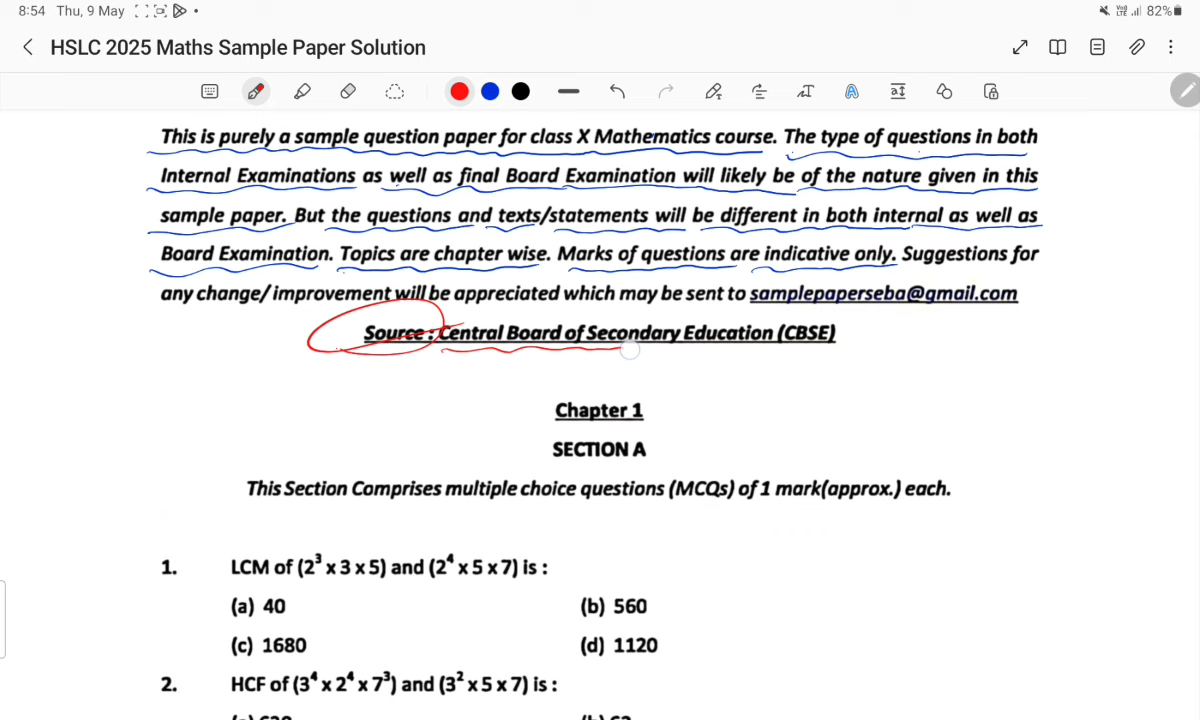 8:54 Thu, 9 May 82%
HSLC 2025 Maths Sample Paper Solution
This is purely a sample question paper for class X Mathematics course. The type of questions in both
Internal Examinations as well as final Board Examination will likely be of the nature given in this
sample paper. But the questions and texts/statements will be different in both internal as well as
Board Examination. Topics are chapter wise. Marks of questions are indicative only. Suggestions for
any change/improvement will be appreciated which may be sent to samplepaperseba@gmail.com
Source : Central Board of Secondary Education (CBSE)
Chapter 1
SECTION A
This Section Comprises multiple choice questions (MCQs) of 1 mark(approx.) each.
1. LCM of (2³ x 3 x 5) and (2⁴ x 5 x 7) is :
(a) 40 (b) 560
(c) 1680 (d) 1120
2. HCF of (3⁴ x 2⁴ x 7³) and (3² x 5 x 7) is :